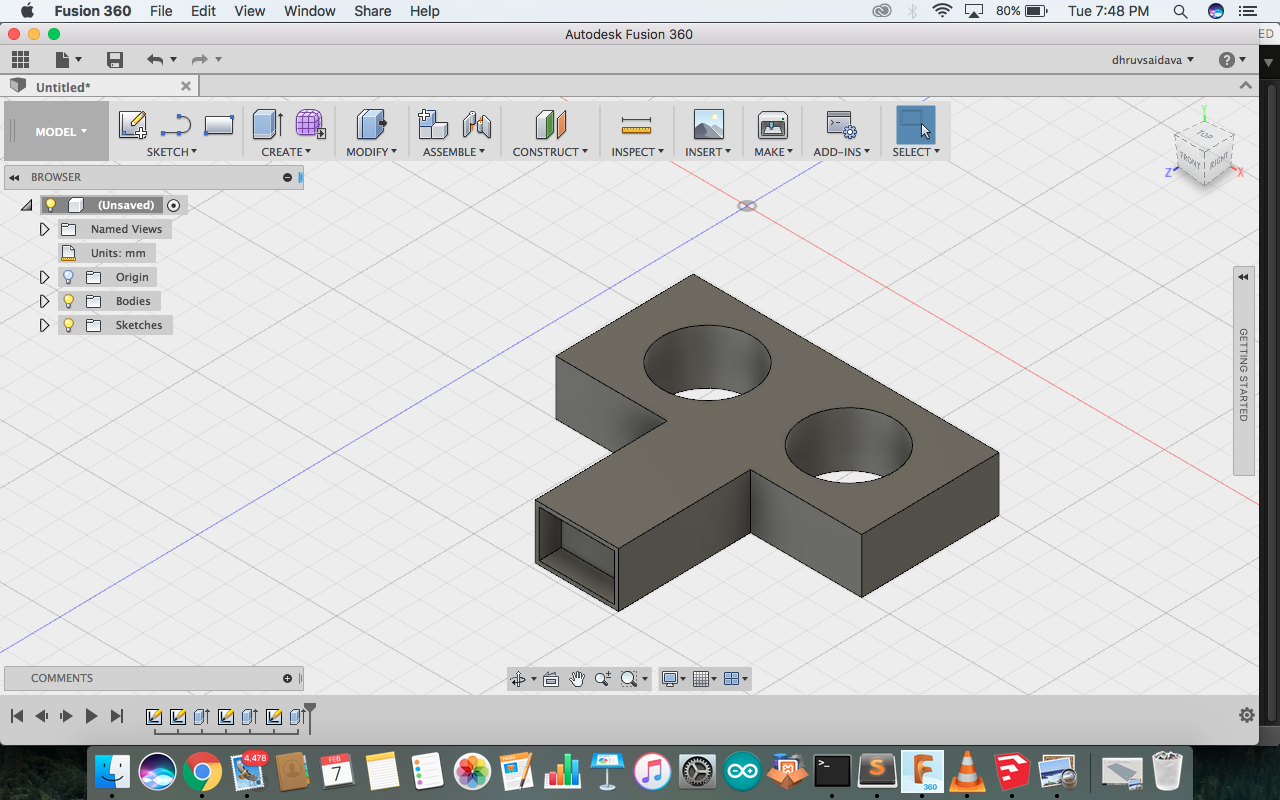 Fusion 360 File Edit View Window Share Help 80% Tue 7:48 PM
Autodesk Fusion 360
ED
dhruvsaidava
?
Untitled*
MODEL
SKETCH CREATE MODIFY ASSEMBLE CONSTRUCT INSPECT INSERT MAKE ADD-INS SELECT
Y
TOP
FRONT RIGHT
Z X
BROWSER
(Unsaved)
Named Views
Units: mm
Origin
Bodies
Sketches
GETTING STARTED
COMMENTS
4,478
FEB
7
>_
S
F
360